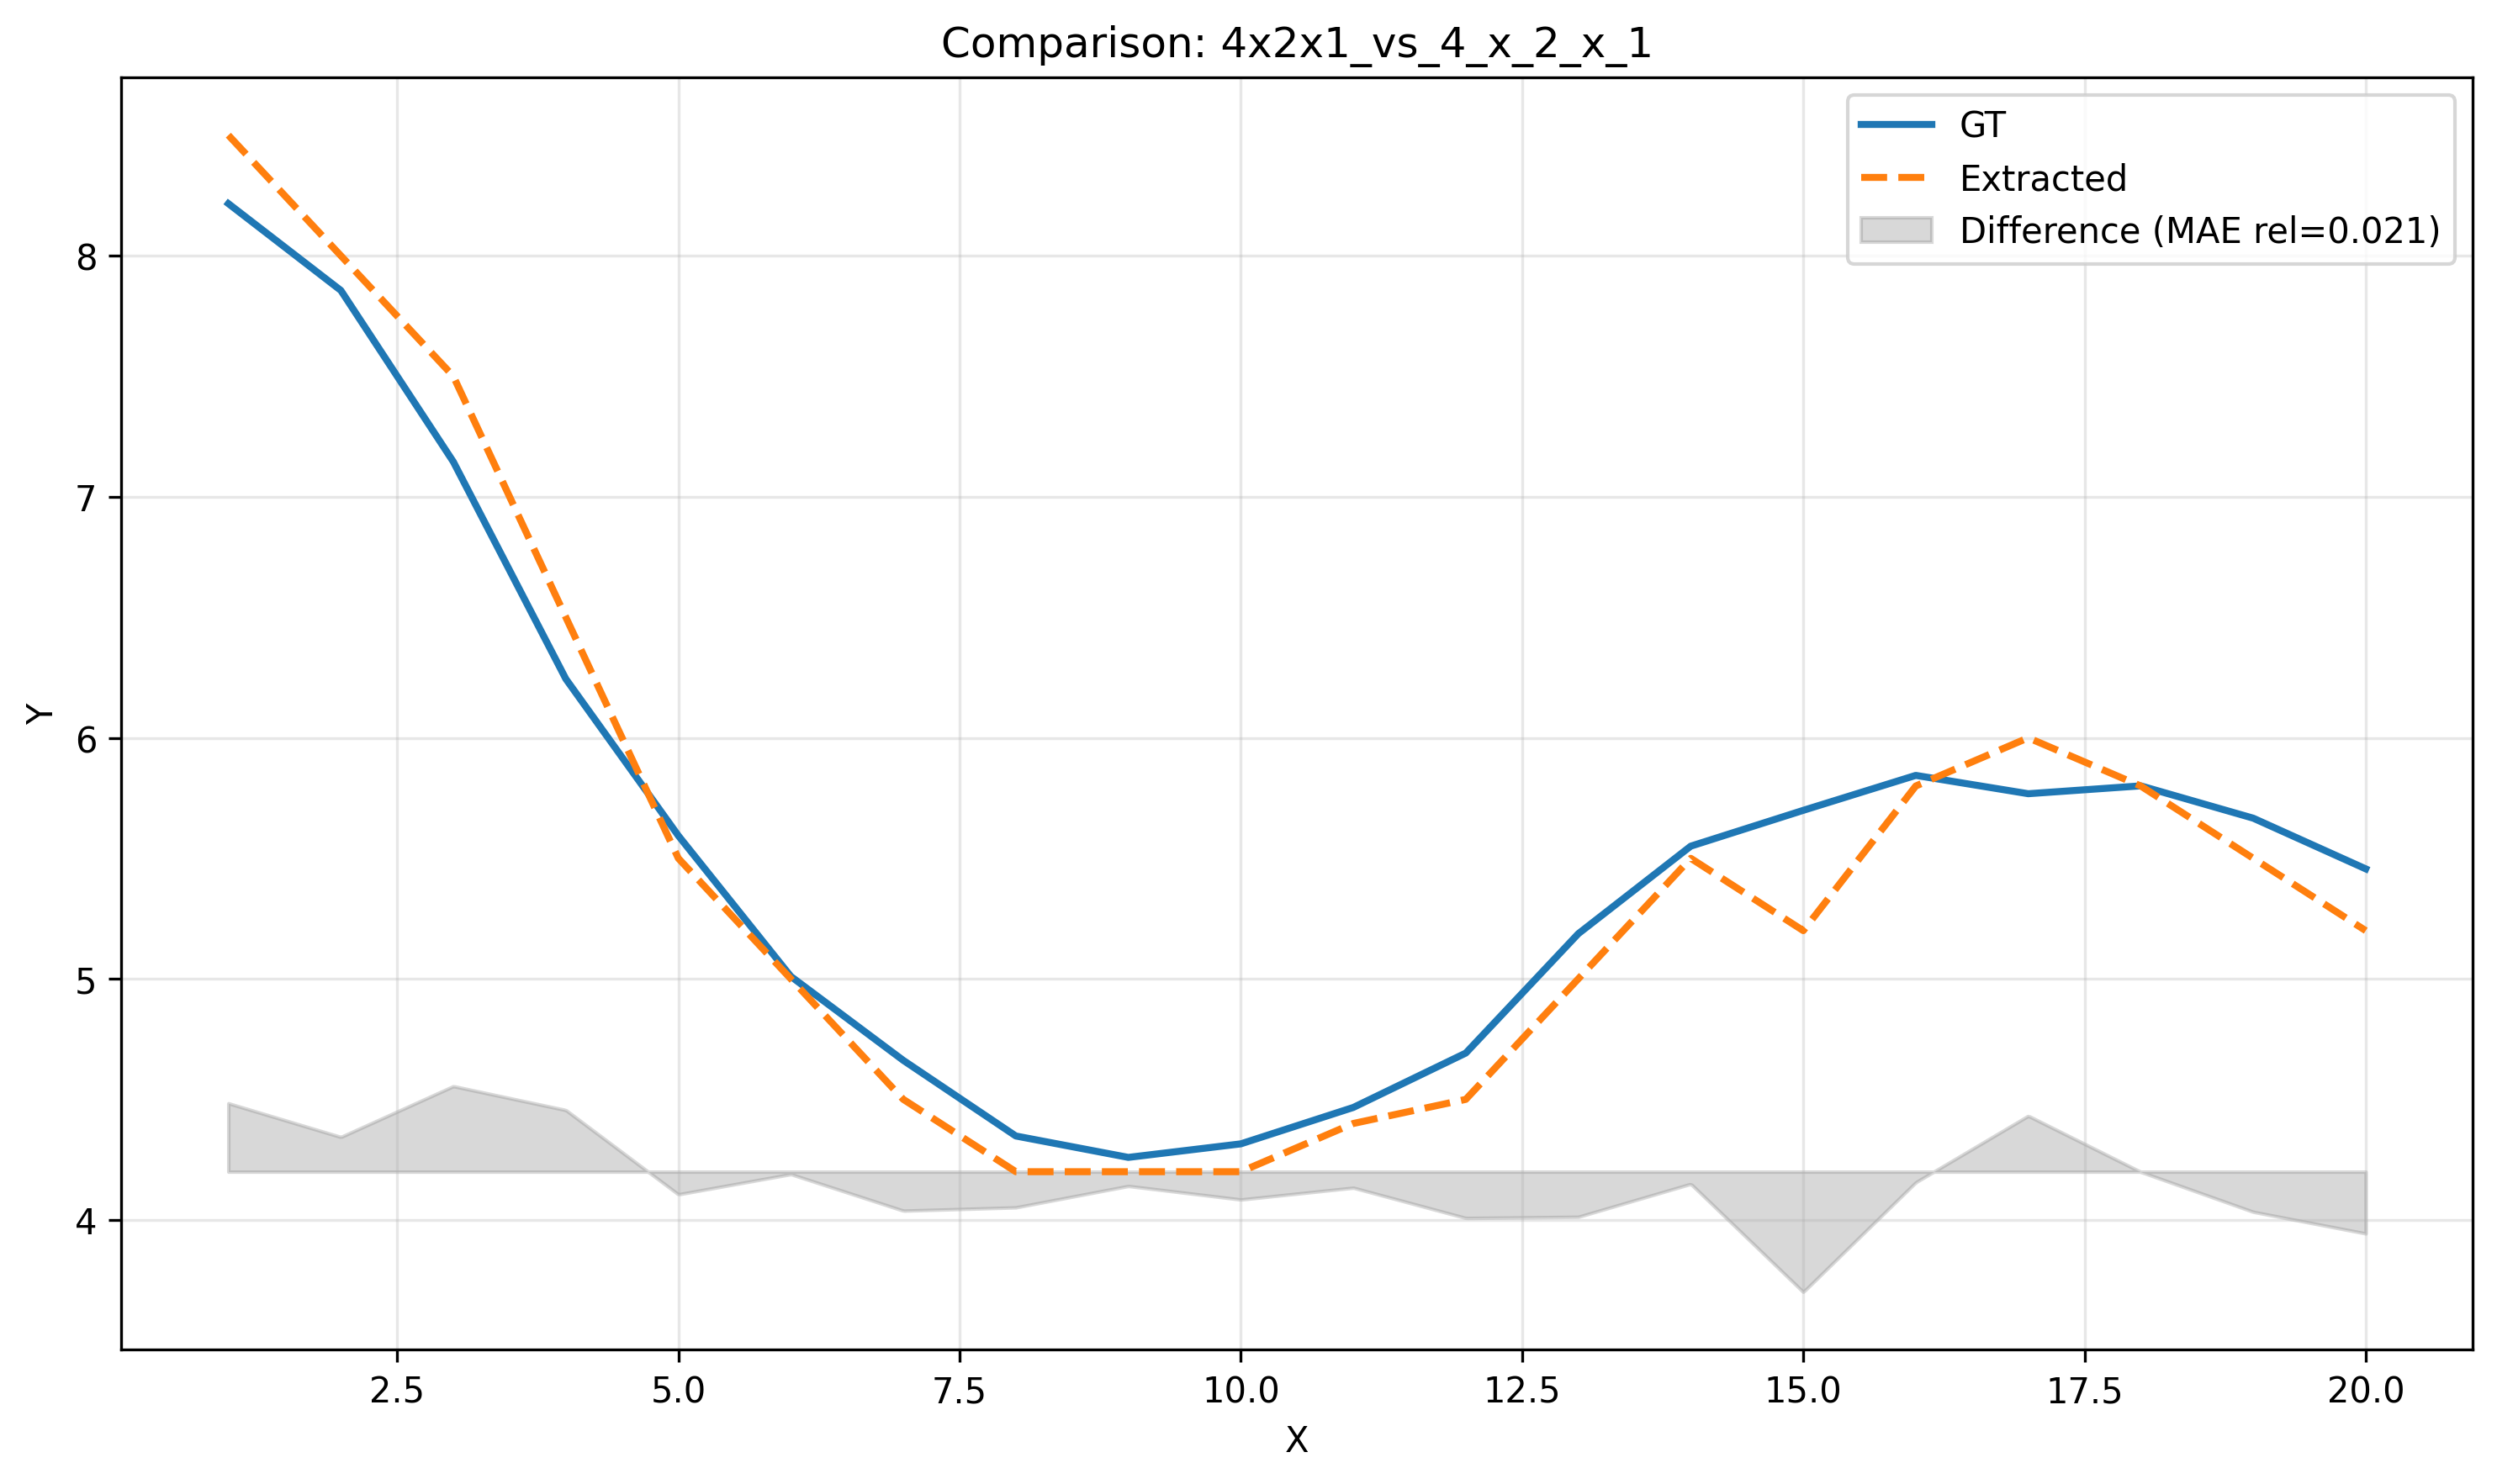 Comparison: 4x2x1_vs_4_x_2_x_1
GT
Extracted
Difference (MAE rel=0.021)
8
7
6
5
4
Y
2.5 5.0 7.5 10.0 12.5 15.0 17.5 20.0
X